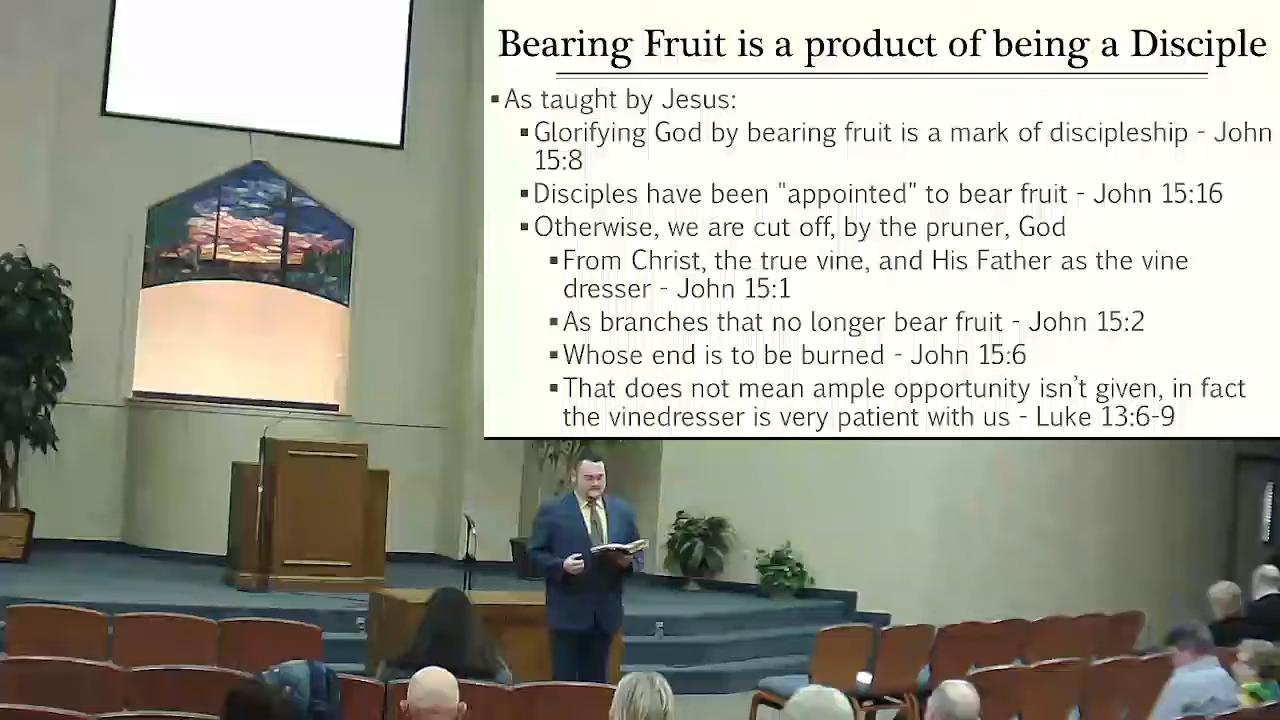 Bearing Fruit is a product of being a Disciple
▪As taught by Jesus:
▪Glorifying God by bearing fruit is a mark of discipleship - John
15:8
▪Disciples have been "appointed" to bear fruit - John 15:16
▪Otherwise, we are cut off, by the pruner, God
▪From Christ, the true vine, and His Father as the vine
dresser - John 15:1
▪As branches that no longer bear fruit - John 15:2
▪Whose end is to be burned - John 15:6
▪That does not mean ample opportunity isn't given, in fact
the vinedresser is very patient with us - Luke 13:6-9